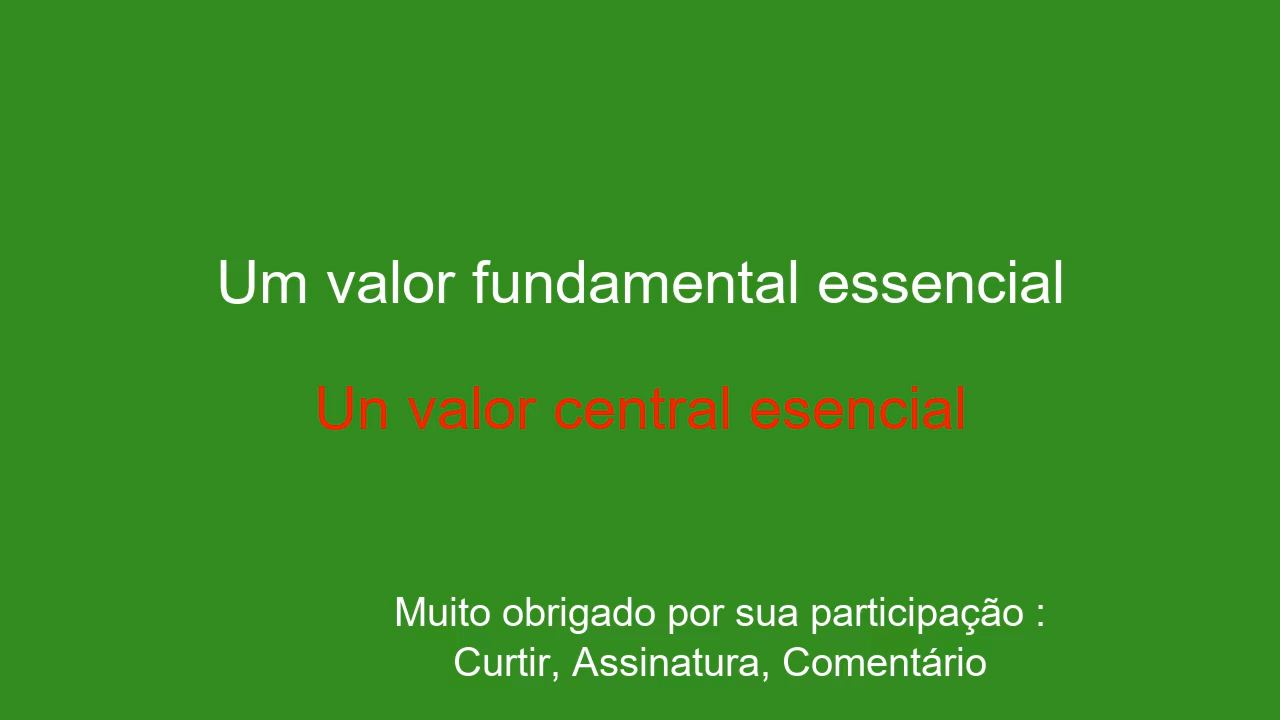 Um valor fundamental essencial
Un valor central esencial
Muito obrigado por sua participação :
Curtir, Assinatura, Comentário